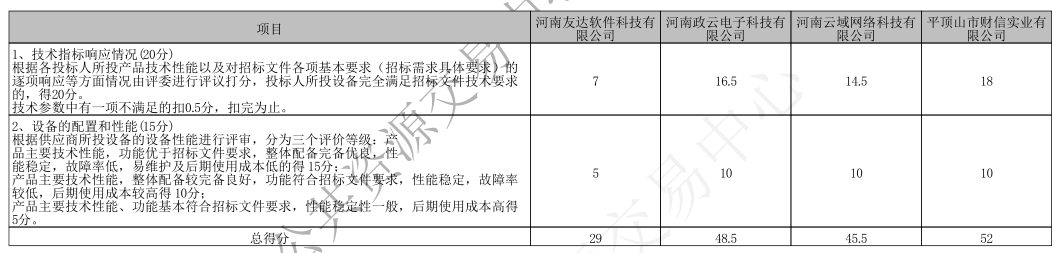 项目
河南友达软件科技有
限公司
河南政云电子科技有
限公司
河南云域网络科技有
限公司
平顶山市财信实业有
限公司
1、技术指标响应情况(20分)
根据各投标人所投产品技术性能以及对招标文件各项基本要求（招标需求具体要求）的
逐项响应等方面情况由评委进行评议打分，投标人所投设备完全满足招标文件技术要求
的，得20分。
技术参数中有一项不满足的扣0.5分，扣完为止。
7
16.5
14.5
18
2、设备的配置和性能(15分)
根据供应商所投设备的设备性能进行评审，分为三个评价等级：产
品主要技术性能，功能优于招标文件要求，整体配备完备优良，性
能稳定，故障率低，易维护及后期使用成本低的得 15分；
产品主要技术性能，整体配备较完备良好，功能符合招标文件要求，性能稳定，故障率
较低，后期使用成本较高得 10分；
产品主要技术性能、功能基本符合招标文件要求，性能稳定性一般，后期使用成本高得
5分。
5
10
10
10
总得分
29
48.5
45.5
52
公共资源交易中
交易中心